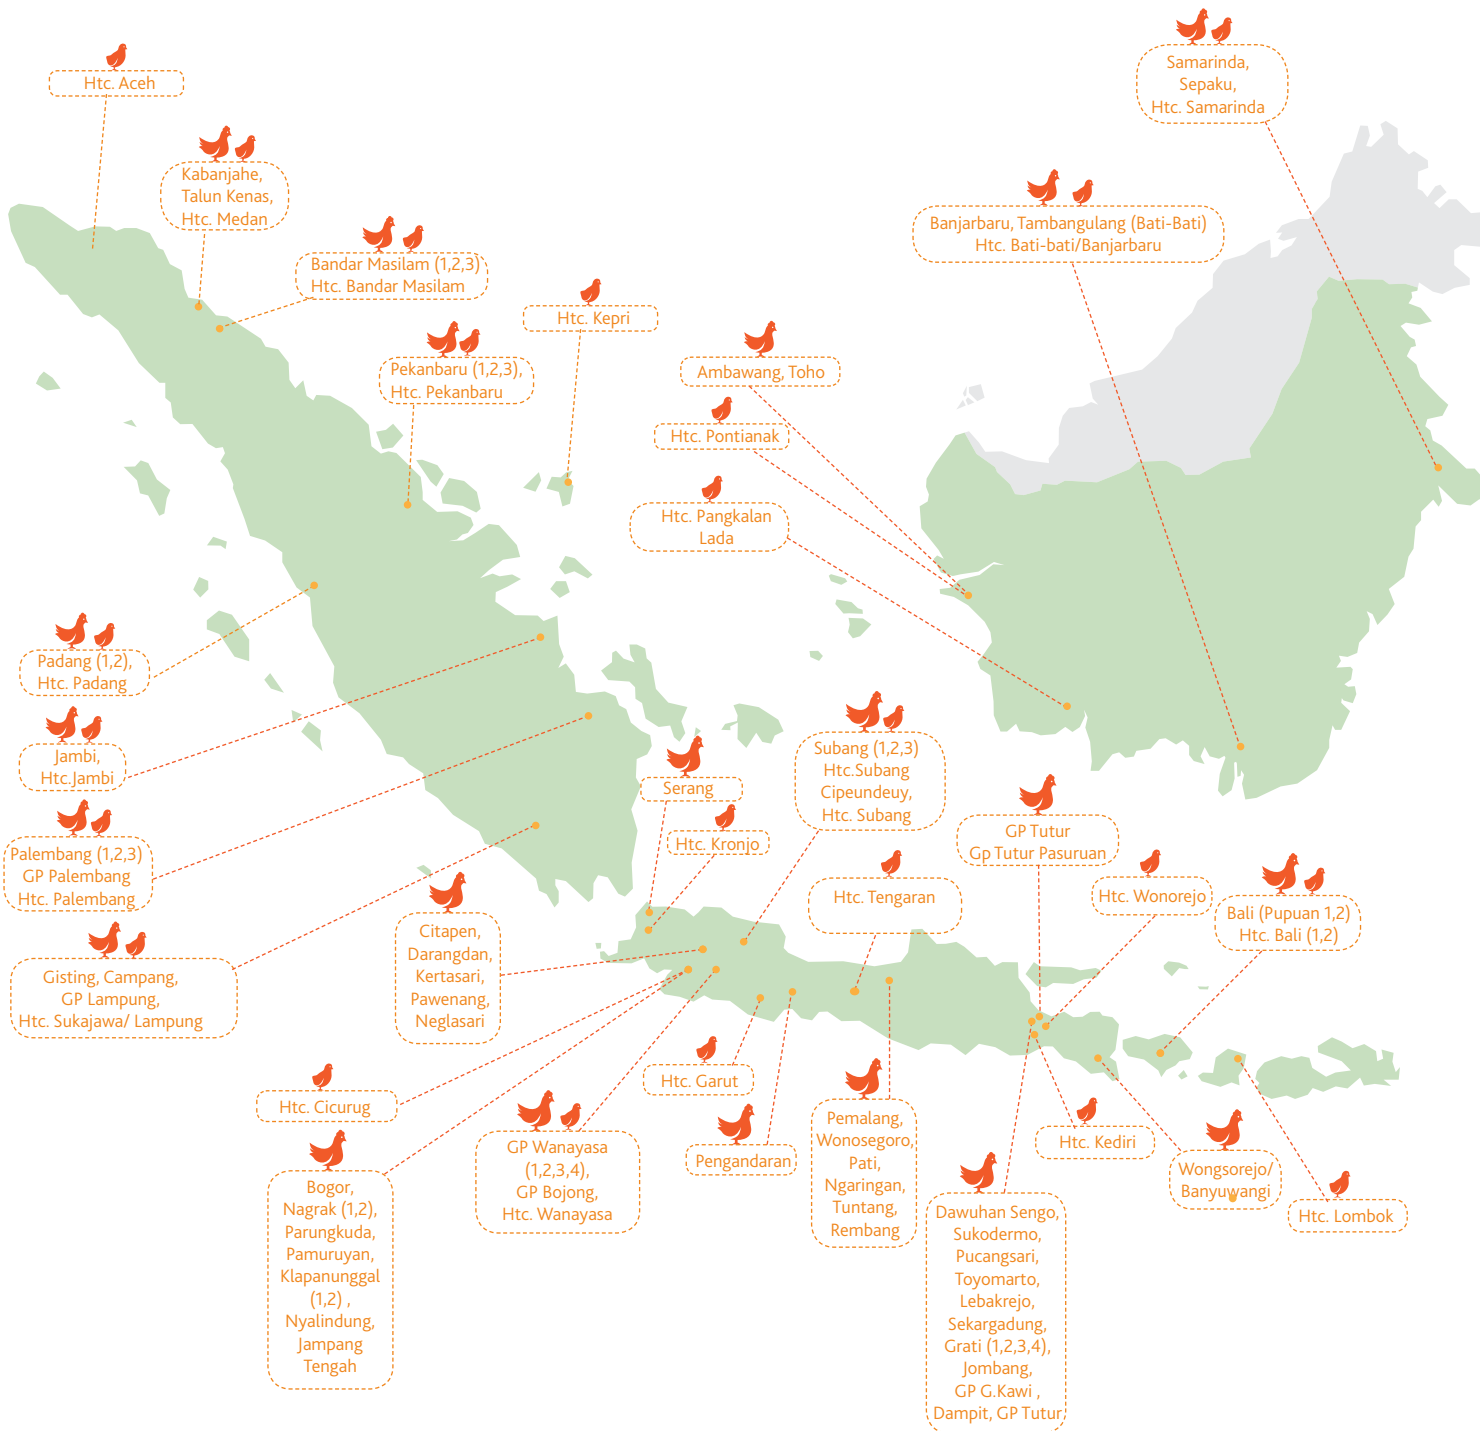 Htc. Aceh
Kabanjahe,
Talun Kenas,
Htc. Medan
Bandar Masilam (1,2,3)
Htc. Bandar Masilam
Pekanbaru (1,2,3),
Htc. Pekanbaru
Htc. Kepri
Samarinda,
Sepaku,
Htc. Samarinda
Banjarbaru, Tambangulang (Bati-Bati)
Htc. Bati-bati/Banjarbaru
Ambawang, Toho
Htc. Pontianak
Htc. Pangkalan
Lada
Padang (1,2),
Htc. Padang
Jambi,
Htc.Jambi
Palembang (1,2,3)
GP Palembang
Htc. Palembang
Gisting, Campang,
GP Lampung,
Htc. Sukajawa/ Lampung
Serang
Htc. Kronjo
Subang (1,2,3)
Htc.Subang
Cipeundeuy,
Htc. Subang
Htc. Tengaran
GP Tutur
Gp Tutur Pasuruan
Htc. Wonorejo
Bali (Pupuan 1,2)
Htc. Bali (1,2)
Citapen,
Darangdan,
Kertasari,
Pawenang,
Neglasari
Htc. Cicurug
Bogor,
Nagrak (1,2),
Parungkuda,
Pamuruyan,
Klapanunggal
(1,2) ,
Nyalindung,
Jampang
Tengah
GP Wanayasa
(1,2,3,4),
GP Bojong,
Htc. Wanayasa
Htc. Garut
Pengandaran
Pemalang,
Wonosegoro,
Pati,
Ngaringan,
Tuntang,
Rembang
Dawuhan Sengo,
Sukodermo,
Pucangsari,
Toyomarto,
Lebakrejo,
Sekargadung,
Grati (1,2,3,4),
Jombang,
GP G.Kawi ,
Dampit, GP Tutur
Htc. Kediri
Wongsorejo/
Banyuwangi
Htc. Lombok